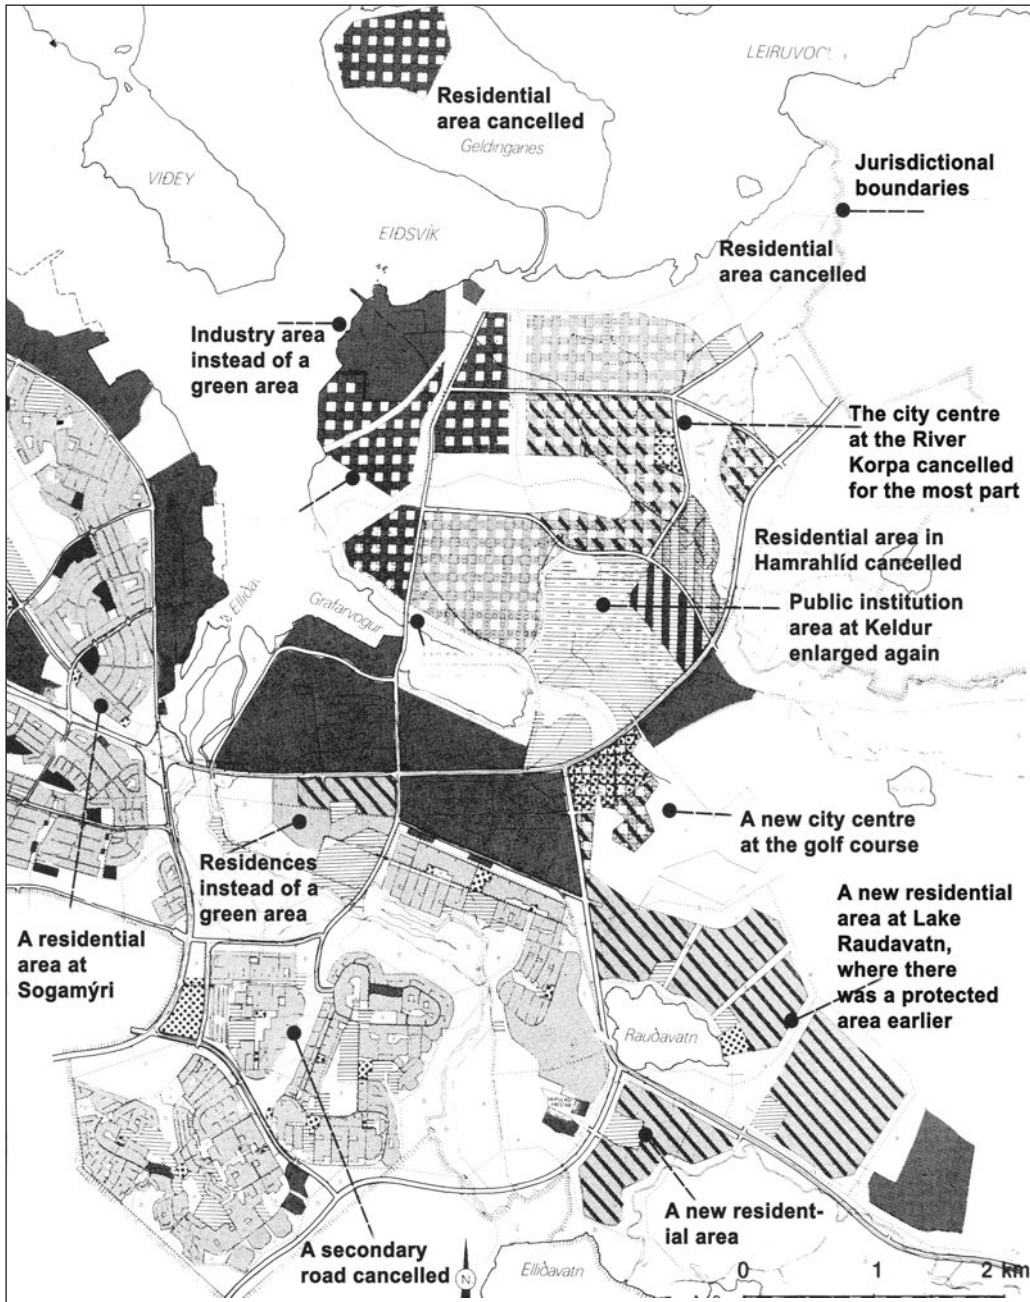 LEIRUVOG
Residential
area cancelled
Geldinganes
Jurisdictional
boundaries
VIÐEY
EIÐSVÍK
Residential
area cancelled
Industry area
instead of a
green area
The city centre
at the River
Korpa cancelled
for the most part
Residential area in
Hamrahlíd cancelled
Elliða
Grafarvogur
Public institution
area at Keldur
enlarged again
A new city centre
at the golf course
Residences
instead of a
green area
A new residential
area at Lake
Raudavatn,
where there
was a protected
area earlier
A residential
area at
Sogamýri
Rauðavatn
A new resident-
ial area
A secondary
road cancelled
N
Elliðavatn
0 1 2 km